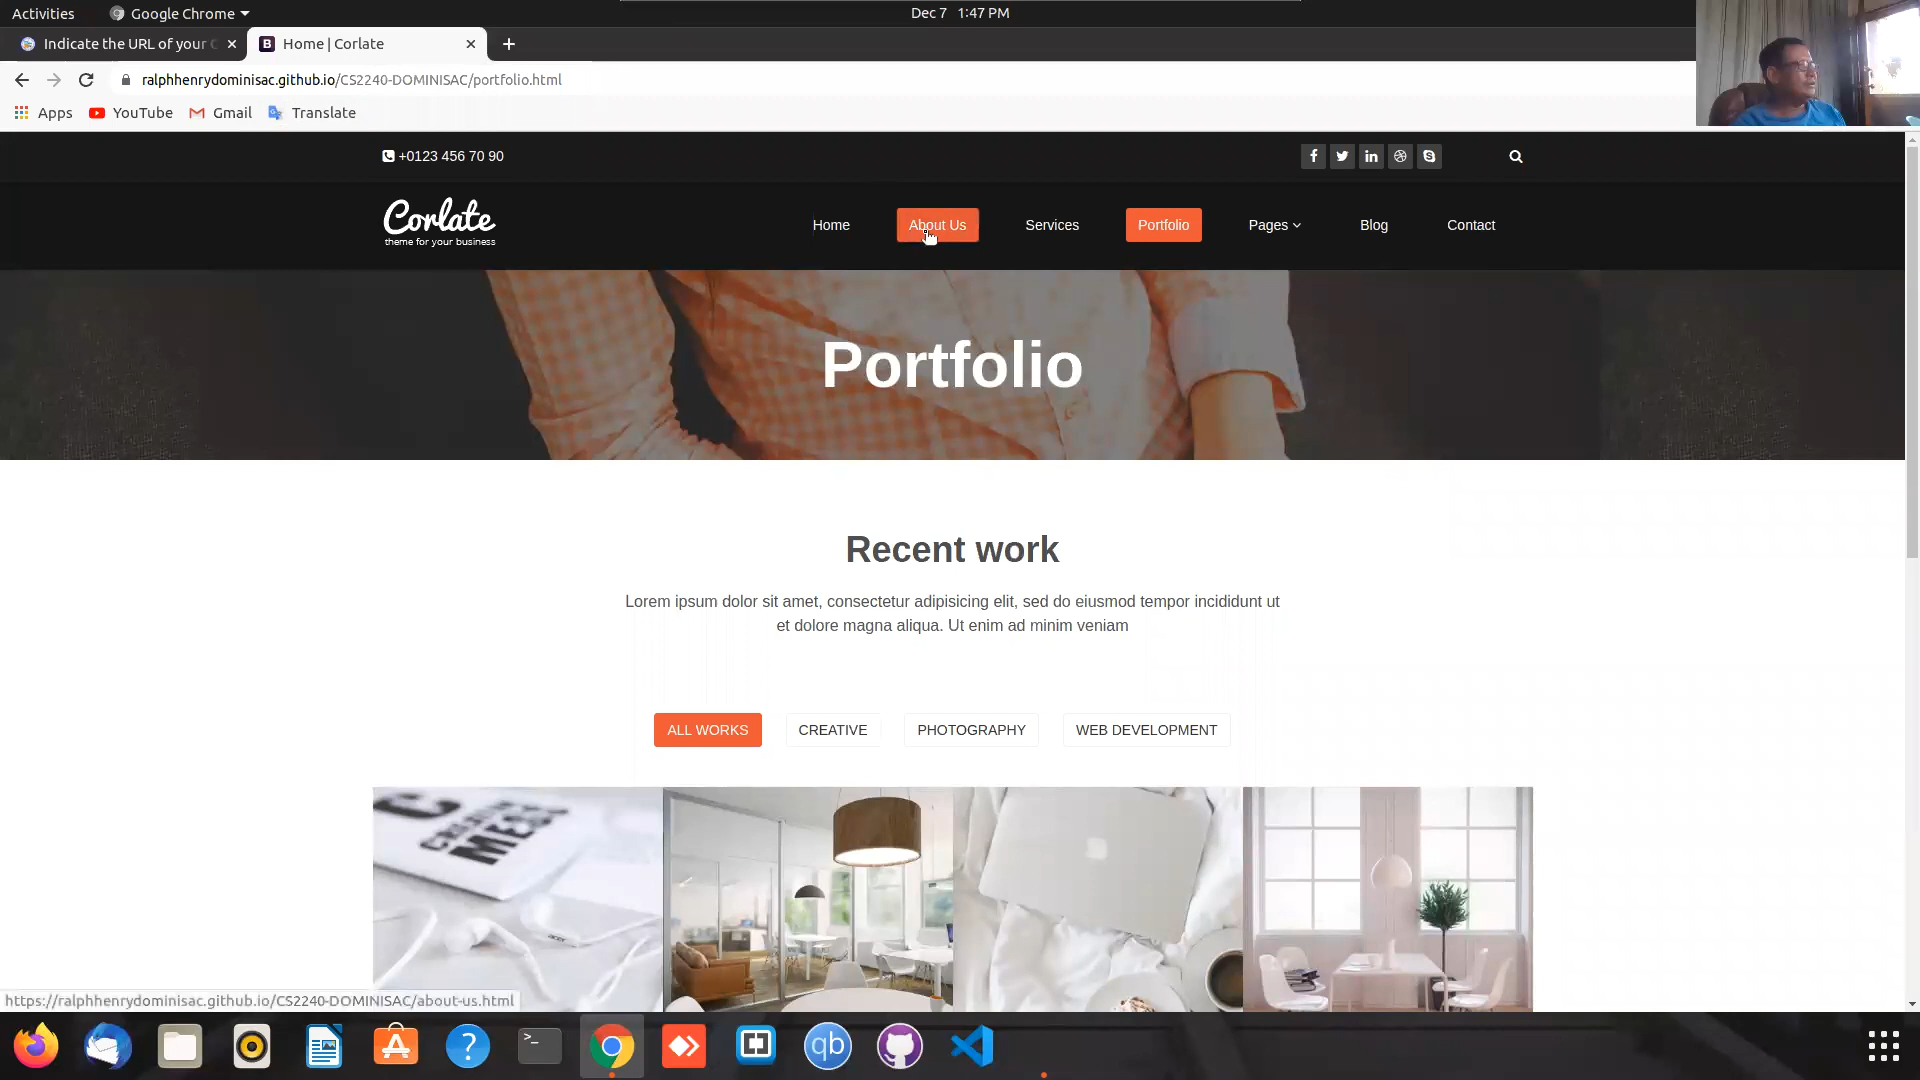 Activities
Google Chrome
Dec 7 1:47 PM
Indicate the URL of your
Home | Corlate
ralphhenrydominisac.github.io/CS2240-DOMINISAC/portfolio.html
Apps
YouTube
Gmail
Translate
+0123 456 70 90
Corlate
theme for your business
Home
About Us
Services
Portfolio
Pages
Blog
Contact
Portfolio
Recent work
Lorem ipsum dolor sit amet, consectetur adipisicing elit, sed do eiusmod tempor incididunt ut
et dolore magna aliqua. Ut enim ad minim veniam
ALL WORKS
CREATIVE
PHOTOGRAPHY
WEB DEVELOPMENT
https://ralphhenrydominisac.github.io/CS2240-DOMINISAC/about-us.html
qb